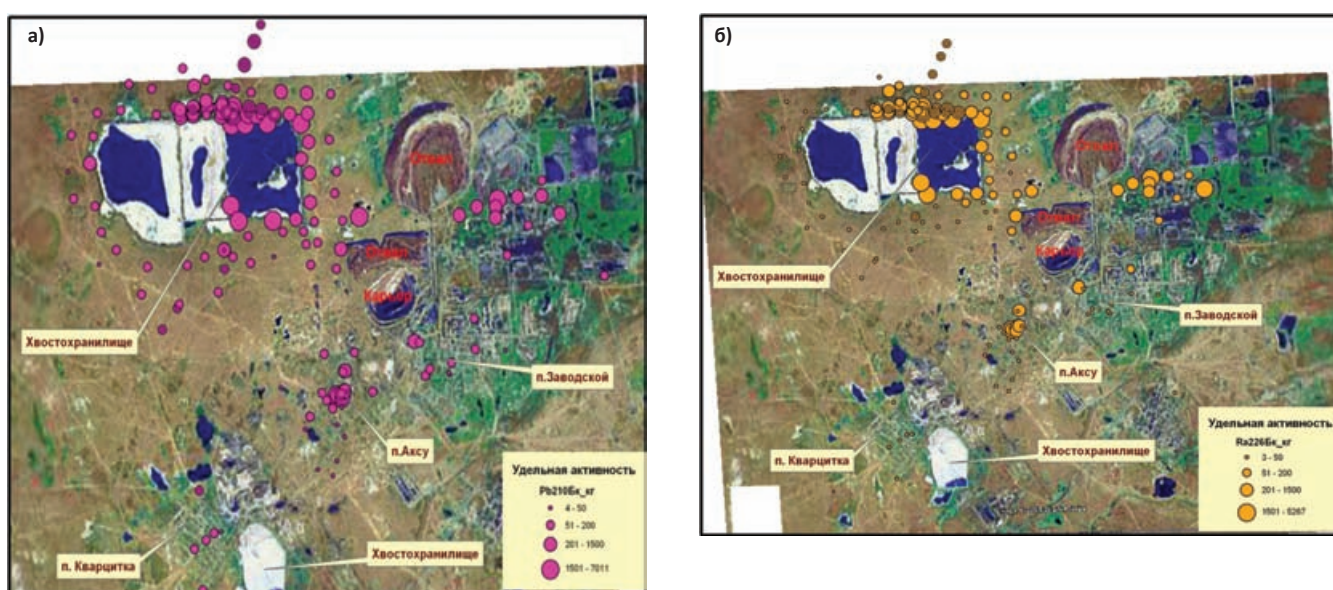 а)
Отвал
Отвал
Карьер
Хвостохранилище
п.Заводской
п.Аксу
п. Кварцитка
Хвостохранилище
Удельная активность
Pb210Бк_кг
4 - 50
51 - 200
201 - 1500
1501 - 7011
б)
Отвал
Отвал
Карьер
Хвостохранилище
п.Заводской
п.Аксу
п. Кварцитка
Хвостохранилище
Удельная активность
Ra226Бк_кг
3 - 50
51 - 200
201 - 1500
1501 - 5267